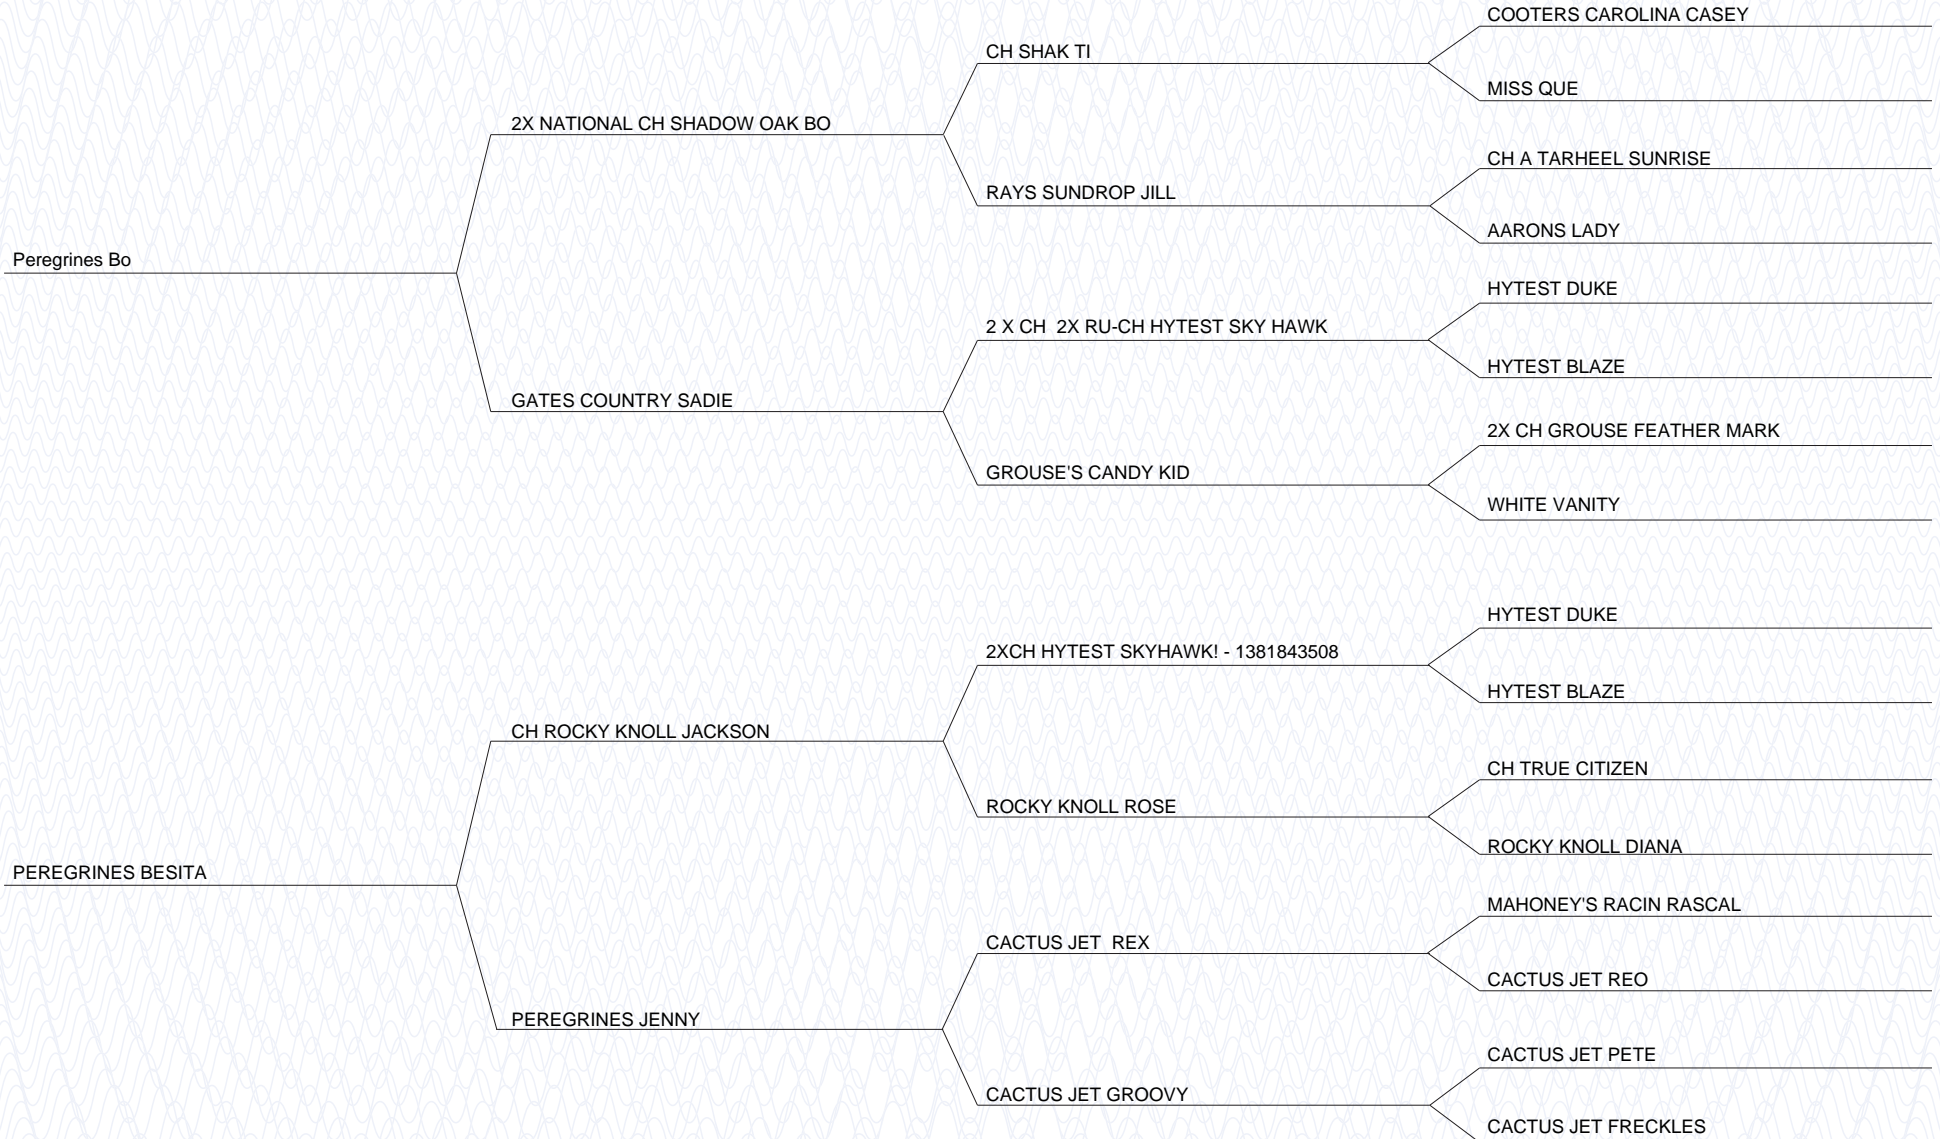 COOTERS CAROLINA CASEY
CH SHAK TI
MISS QUE
2X NATIONAL CH SHADOW OAK BO
CH A TARHEEL SUNRISE
RAYS SUNDROP JILL
AARONS LADY
Peregrines Bo
HYTEST DUKE
2 X CH  2X RU-CH HYTEST SKY HAWK
HYTEST BLAZE
GATES COUNTRY SADIE
2X CH GROUSE FEATHER MARK
GROUSE'S CANDY KID
WHITE VANITY
HYTEST DUKE
2XCH HYTEST SKYHAWK! - 1381843508
HYTEST BLAZE
CH ROCKY KNOLL JACKSON
CH TRUE CITIZEN
ROCKY KNOLL ROSE
ROCKY KNOLL DIANA
PEREGRINES BESITA
MAHONEY'S RACIN RASCAL
CACTUS JET  REX
CACTUS JET REO
PEREGRINES JENNY
CACTUS JET PETE
CACTUS JET GROOVY
CACTUS JET FRECKLES